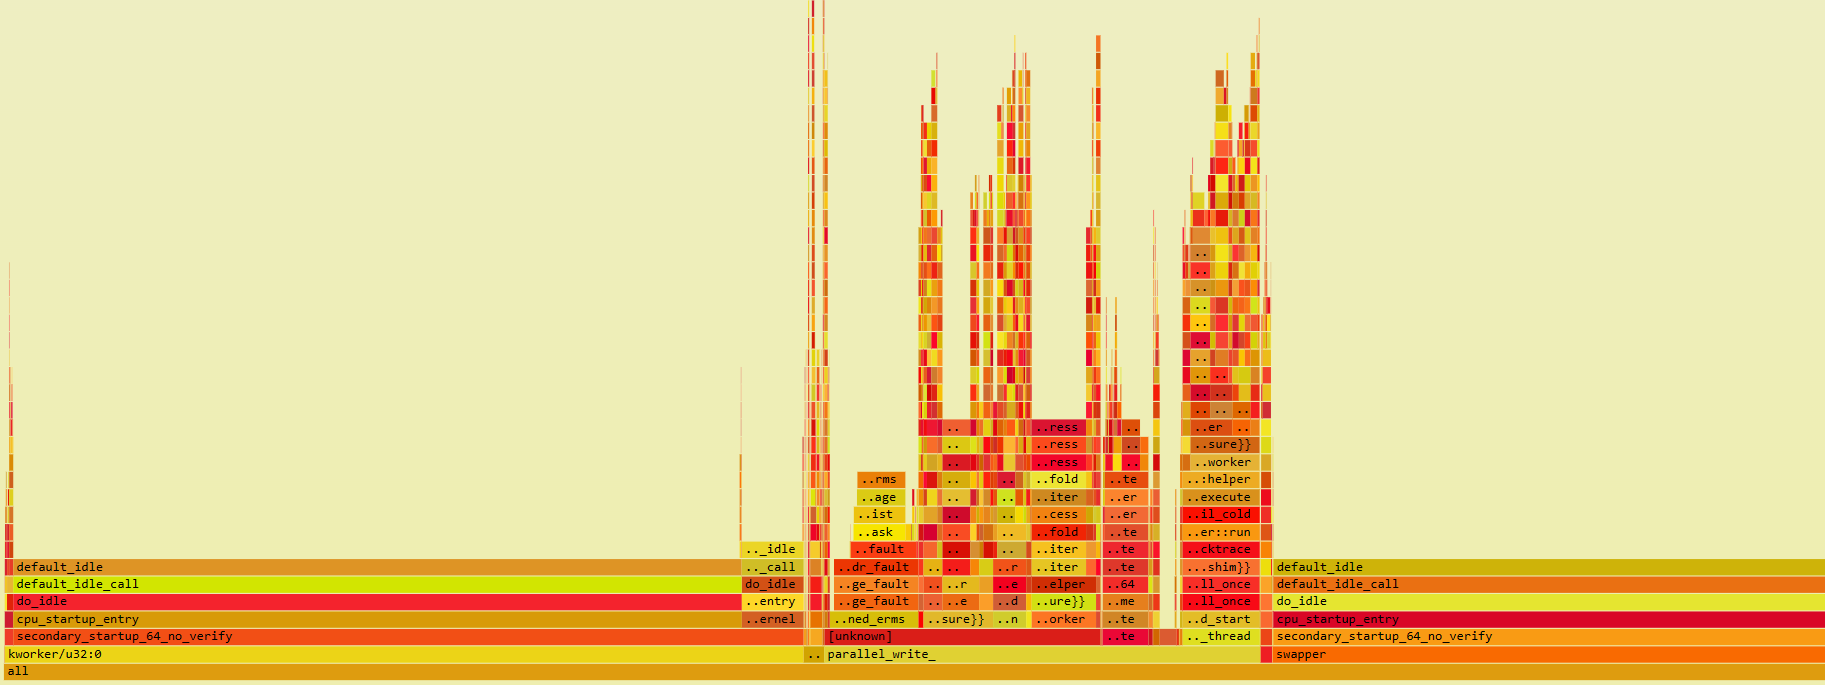 ..
..
..
..
..
..
..
.. ..
.. ..
.. .. ..
.. ..ress .. ..er ..
.. ..ress .. ..sure}}
.. ..ress .. ..worker
..rms .. .. ..fold ..te ..:helper
..age .. .. ..iter ..er ..execute
..ist .. .. ..cess ..er ..il_cold
..ask .. .. ..fold ..te ..er::run
.._idle ..fault .. .. ..iter ..te ..cktrace
default_idle .._call ..dr_fault .. .. ..r ..iter ..te ..shim}} default_idle
default_idle_call do_idle ..ge_fault .. ..r ..e ..elper ..64 ..ll_once default_idle_call
do_idle ..entry ..ge_fault .. ..e ..d ..ure}} ..me ..ll_once do_idle
cpu_startup_entry ..ernel ..ned_erms ..sure}} ..n ..orker ..te ..d_start cpu_startup_entry
secondary_startup_64_no_verify [unknown] ..te .._thread secondary_startup_64_no_verify
kworker/u32:0 .. parallel_write_ swapper
all